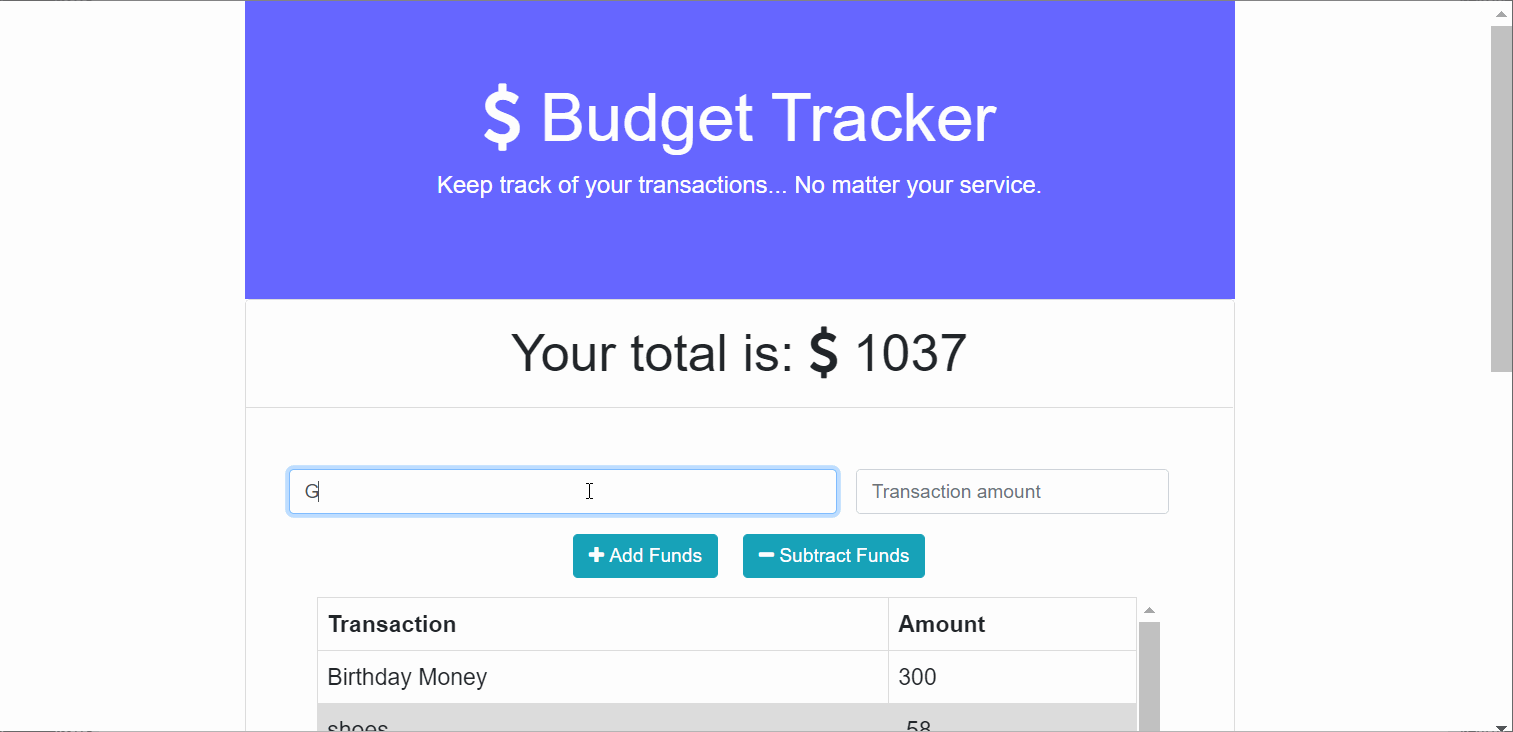 $ Budget Tracker
Keep track of your transactions... No matter your service.
Your total is: $ 1037
G
Transaction amount
Add Funds
Subtract Funds
Transaction Amount
Birthday Money 300
shoes -58